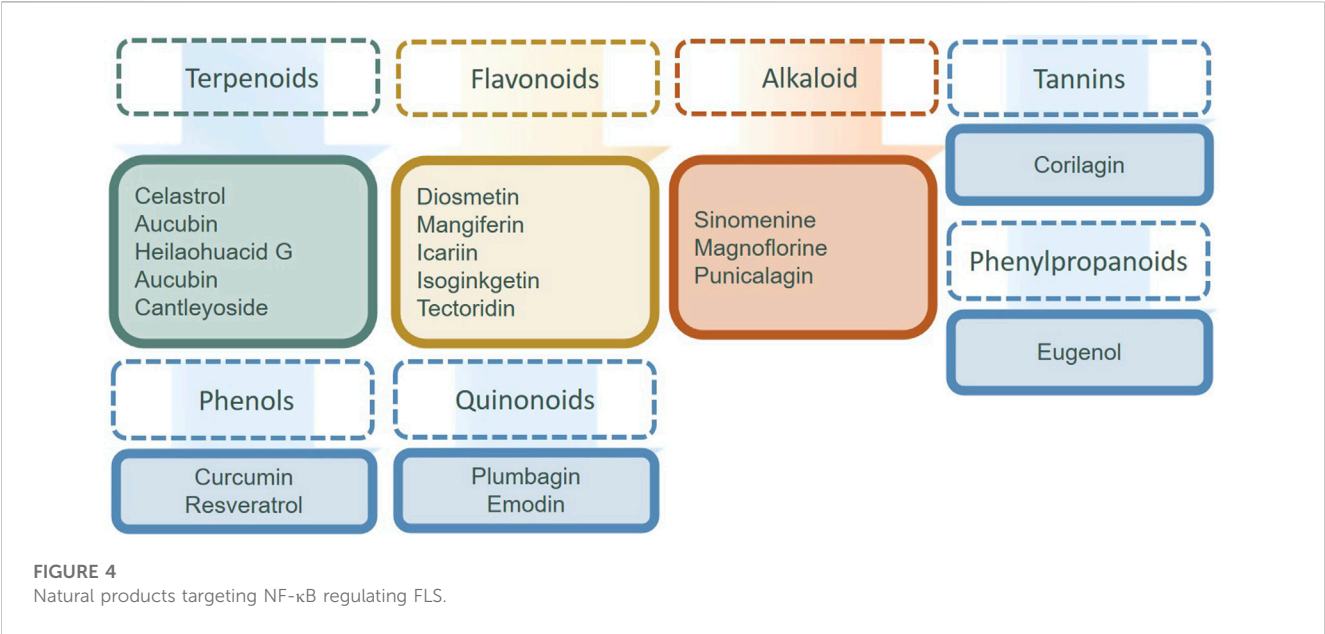 Terpenoids
Celastrol
Aucubin
Heilaohuacid G
Aucubin
Cantleyoside
Flavonoids
Diosmetin
Mangiferin
Icariin
Isoginkgetin
Tectoridin
Alkaloid
Sinomenine
Magnoflorine
Punicalagin
Tannins
Corilagin
Phenylpropanoids
Eugenol
Phenols
Curcumin
Resveratrol
Quinonoids
Plumbagin
Emodin
FIGURE 4
Natural products targeting NF-κB regulating FLS.